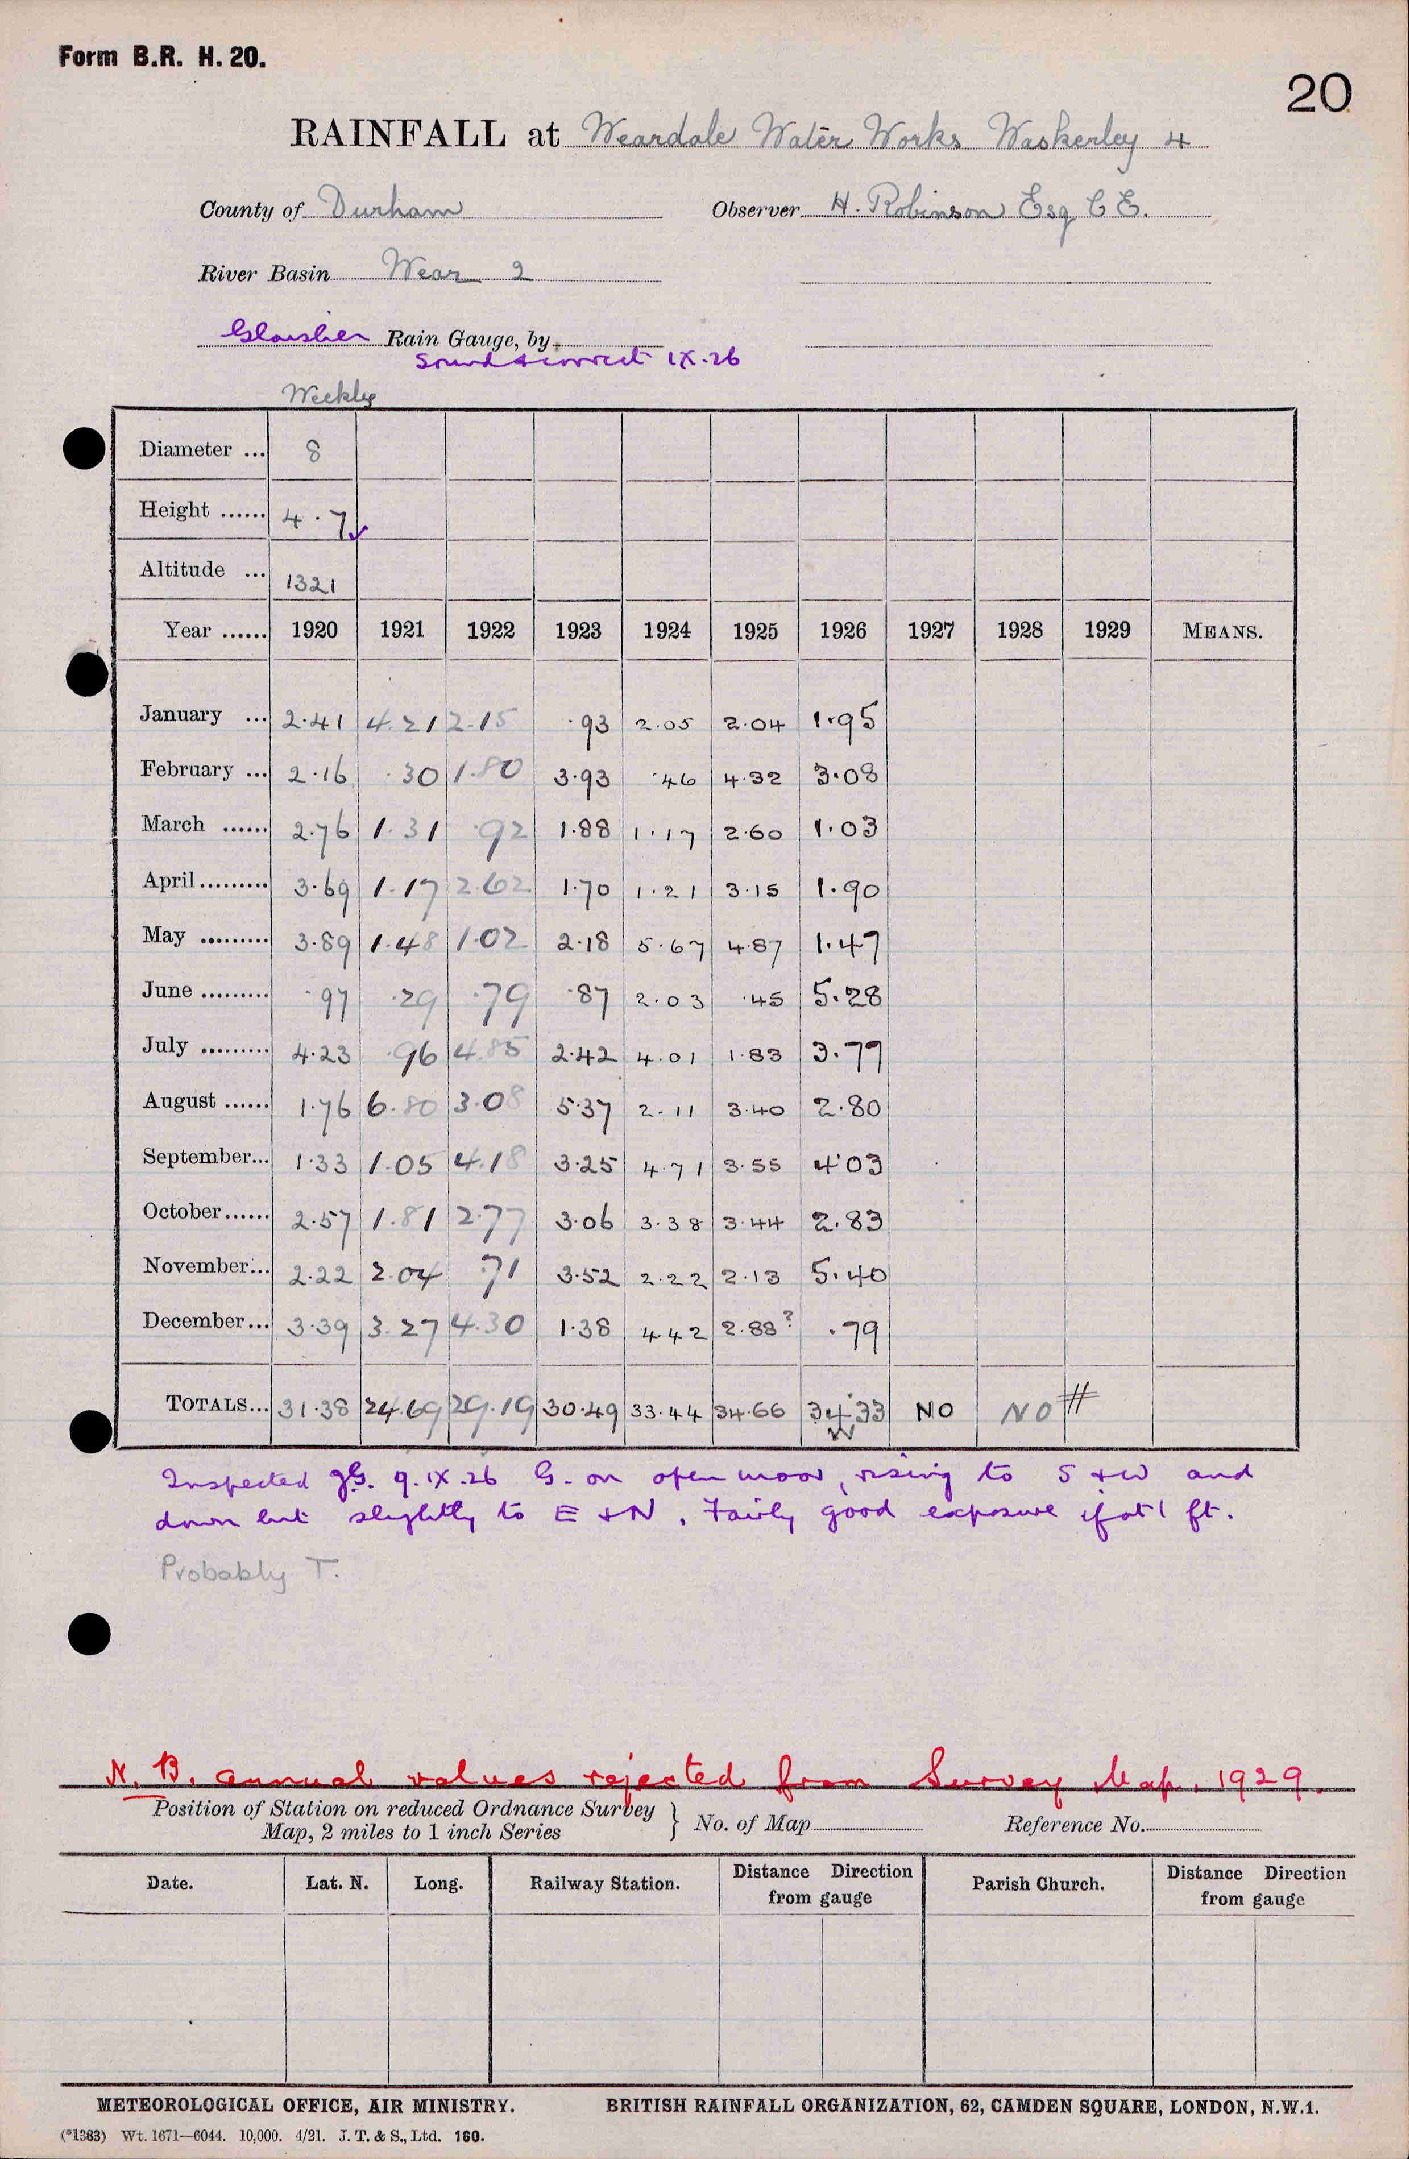 Form B.R. H. 20.
20
RAINFALL at Weardale Water Works Waskerley 4
County of Durham Observer H. Robinson Esq C E.
River Basin Wear 2
Glaisher Rain Gauge, by
Sound & correct IX.26
Weekly
Diameter ... 8
Height ...... 4.7 ✓
Altitude ... 1321
Year ...... 1920 1921 1922 1923 1924 1925 1926 1927 1928 1929 MEANS.
January ... 2.41 4.21 2.15 .93 2.05 2.04 1.95
February ... 2.16 .30 1.80 3.93 .46 4.32 3.08
March ...... 2.76 1.31 .92 1.88 1.17 2.60 1.03
April ......... 3.69 1.17 2.62 1.70 1.21 3.15 1.90
May ......... 3.89 1.48 1.02 2.18 5.67 4.87 1.47
June ......... .97 .29 .79 .87 2.03 .45 5.28
July ......... 4.23 .96 4.85 2.42 4.01 1.83 3.77
August ...... 1.76 6.80 3.08 5.37 2.11 3.40 2.80
September... 1.33 1.05 4.18 3.25 4.71 3.55 4.03
October...... 2.57 1.81 2.77 3.06 3.38 3.44 2.83
November... 2.22 2.04 .71 3.52 2.22 2.13 5.40
December... 3.39 3.27 4.30 1.38 4.42 2.88? .79
TOTALS... 31.38 24.69 29.19 30.49 33.44 34.66 34.33 NO NO #
Inspected JG. 9.IX.26 G. on open moor, rising to S & W and
down but slightly to E & N. Fairly good exposure if at 1 ft.
Probably T.
N.B. annual values rejected from Survey Map. 1929.
Position of Station on reduced Ordnance Survey
Map, 2 miles to 1 inch Series } No. of Map Reference No.
Date. Lat. N. Long. Railway Station. Distance Direction from gauge Parish Church. Distance Direction from gauge
METEOROLOGICAL OFFICE, AIR MINISTRY. BRITISH RAINFALL ORGANIZATION, 62, CAMDEN SQUARE, LONDON, N.W.1.
(*1383) Wt. 1671—6044. 10,000. 4/21. J. T. & S., Ltd. 160.